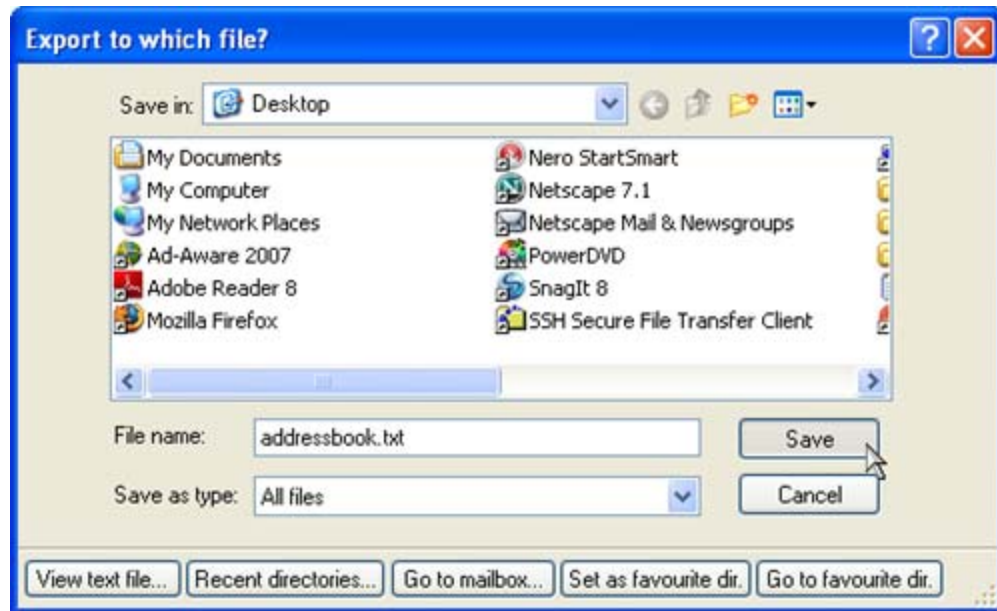 Export to which file?
Save in: Desktop
My Documents
My Computer
My Network Places
Ad-Aware 2007
Adobe Reader 8
Mozilla Firefox
Nero StartSmart
Netscape 7.1
Netscape Mail & Newsgroups
PowerDVD
SnagIt 8
SSH Secure File Transfer Client
File name: addressbook.txt Save
Save as type: All files Cancel
View text file... Recent directories... Go to mailbox... Set as favourite dir. Go to favourite dir.